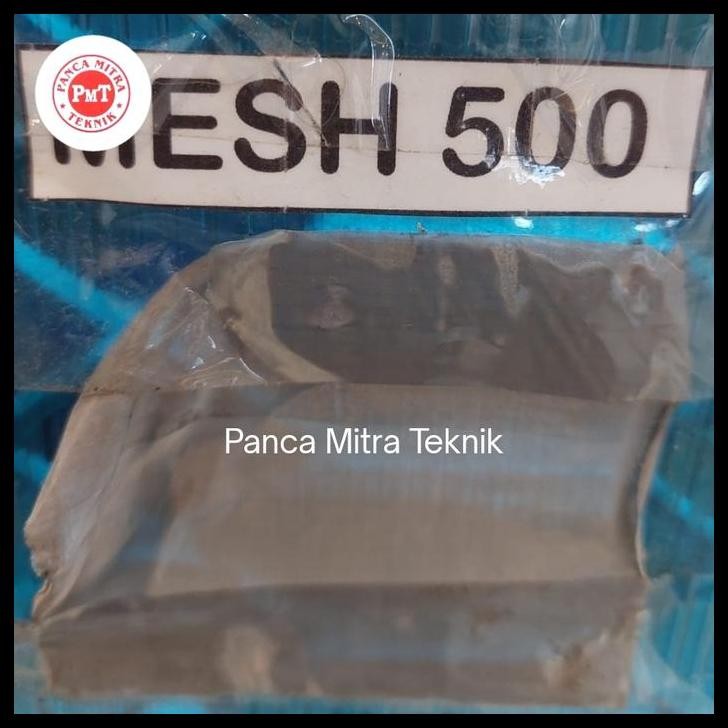 PANCA MITRA
PMT
TEKNIK
MESH 500
Panca Mitra Teknik